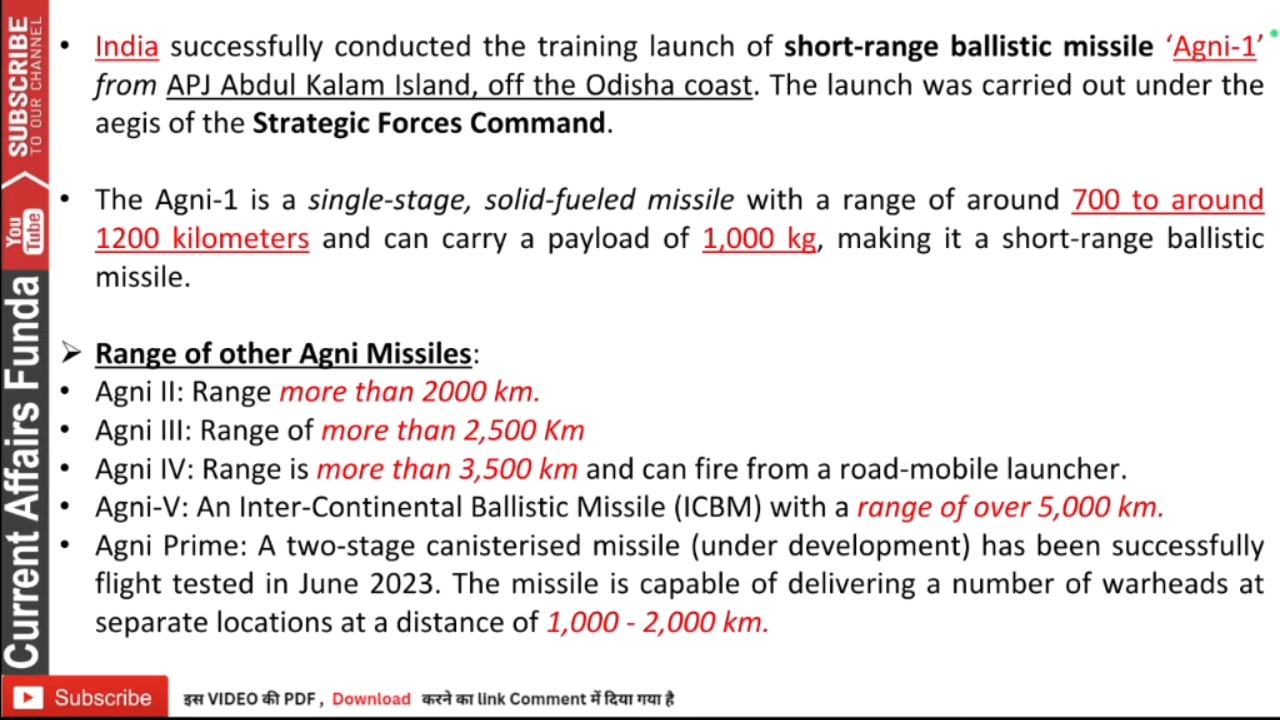 • India successfully conducted the training launch of short-range ballistic missile ‘Agni-1’
from APJ Abdul Kalam Island, off the Odisha coast. The launch was carried out under the
aegis of the Strategic Forces Command.
• The Agni-1 is a single-stage, solid-fueled missile with a range of around 700 to around
1200 kilometers and can carry a payload of 1,000 kg, making it a short-range ballistic
missile.
➢ Range of other Agni Missiles:
• Agni II: Range more than 2000 km.
• Agni III: Range of more than 2,500 Km
• Agni IV: Range is more than 3,500 km and can fire from a road-mobile launcher.
• Agni-V: An Inter-Continental Ballistic Missile (ICBM) with a range of over 5,000 km.
• Agni Prime: A two-stage canisterised missile (under development) has been successfully
flight tested in June 2023. The missile is capable of delivering a number of warheads at
separate locations at a distance of 1,000 - 2,000 km.
SUBSCRIBE
TO OUR CHANNEL
You
Tube
Current Affairs Funda
Subscribe
इस VIDEO की PDF , Download करने का link Comment में दिया गया है